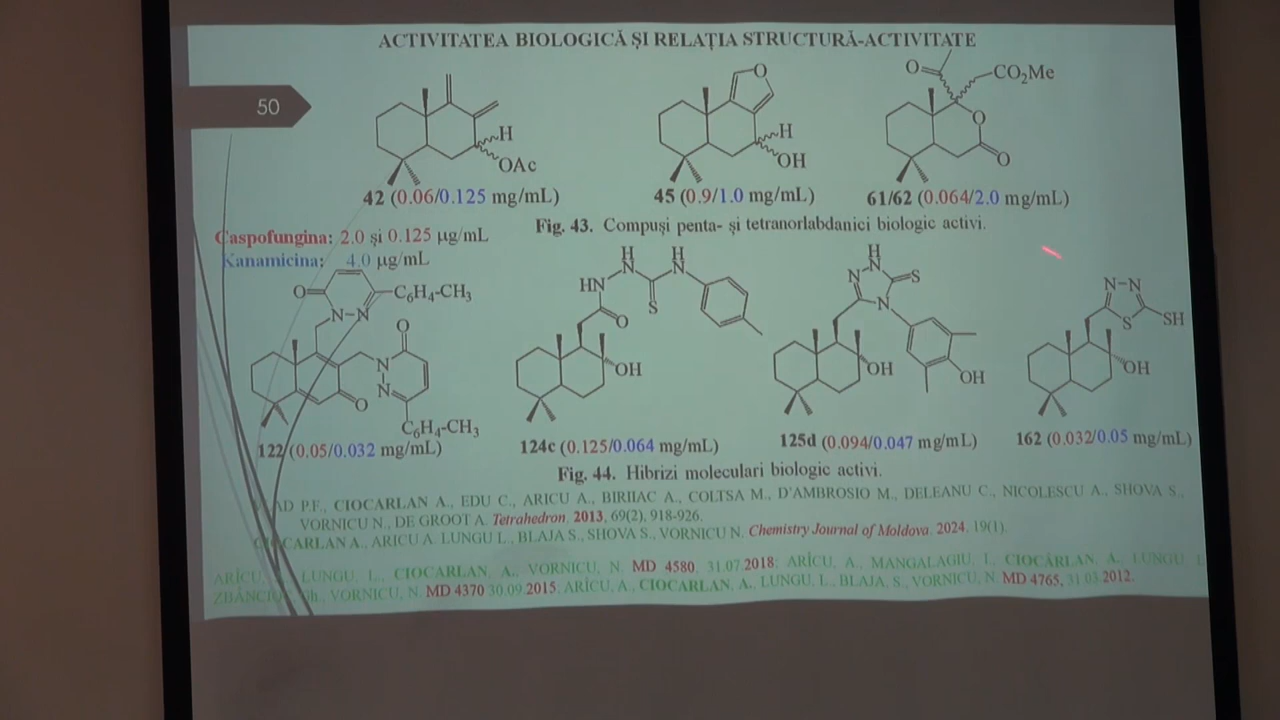 ACTIVITATEA BIOLOGICĂ ȘI RELAȚIA STRUCTURĂ-ACTIVITATE
50
H
OAc
O
H
OH
O
CO2Me
O
O
42 (0.06/0.125 mg/mL)
45 (0.9/1.0 mg/mL)
61/62 (0.064/2.0 mg/mL)
Fig. 43. Compuși penta- și tetranorlabdanici biologic activi.
Caspofungina: 2.0 și 0.125 µg/mL
Kanamicina: 4.0 µg/mL
O
N-N
C6H4-CH3
O
N
N
O
C6H4-CH3
HN
H
N
H
N
S
O
OH
H
N
N
S
N
OH
OH
N-N
S
SH
OH
122 (0.05/0.032 mg/mL)
124c (0.125/0.064 mg/mL)
125d (0.094/0.047 mg/mL)
162 (0.032/0.05 mg/mL)
Fig. 44. Hibrizi moleculari biologic activi.
P.F., CIOCARLAN A., EDU C., ARICU A., BIRIIAC A., COLTSA M., D'AMBROSIO M., DELEANU C., NICOLESCU A., SHOVA S.,
VORNICU N., DE GROOT A. Tetrahedron, 2013, 69(2), 918-926.
CIOCARLAN A., ARICU A. LUNGU L., BLAJA S., SHOVA S., VORNICU N. Chemistry Journal of Moldova. 2024. 19(1).
ARÎCU, LUNGU, L., CIOCARLAN, A., VORNICU, N. MD 4580, 31.07.2018; ARÎCU, A., MANGALAGIU, I., CIOCÂRLAN, A., LUNGU,
VORNICU, N. MD 4370 30.09.2015. ARÎCU, A., CIOCARLAN, A., LUNGU, L., BLAJA, S., VORNICU, N. MD 4765, 31.03.2012.